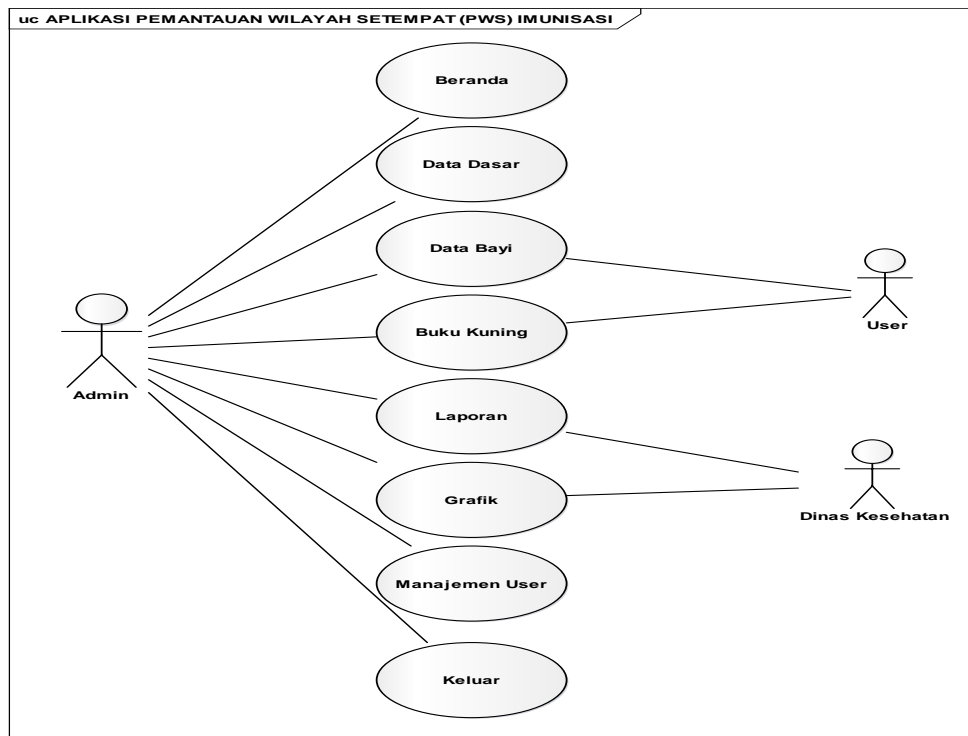 uc APLIKASI PEMANTAUAN WILAYAH SETEMPAT (PWS) IMUNISASI
Beranda
Data Dasar
Data Bayi
User
Buku Kuning
Admin
Laporan
Grafik
Dinas Kesehatan
Manajemen User
Keluar